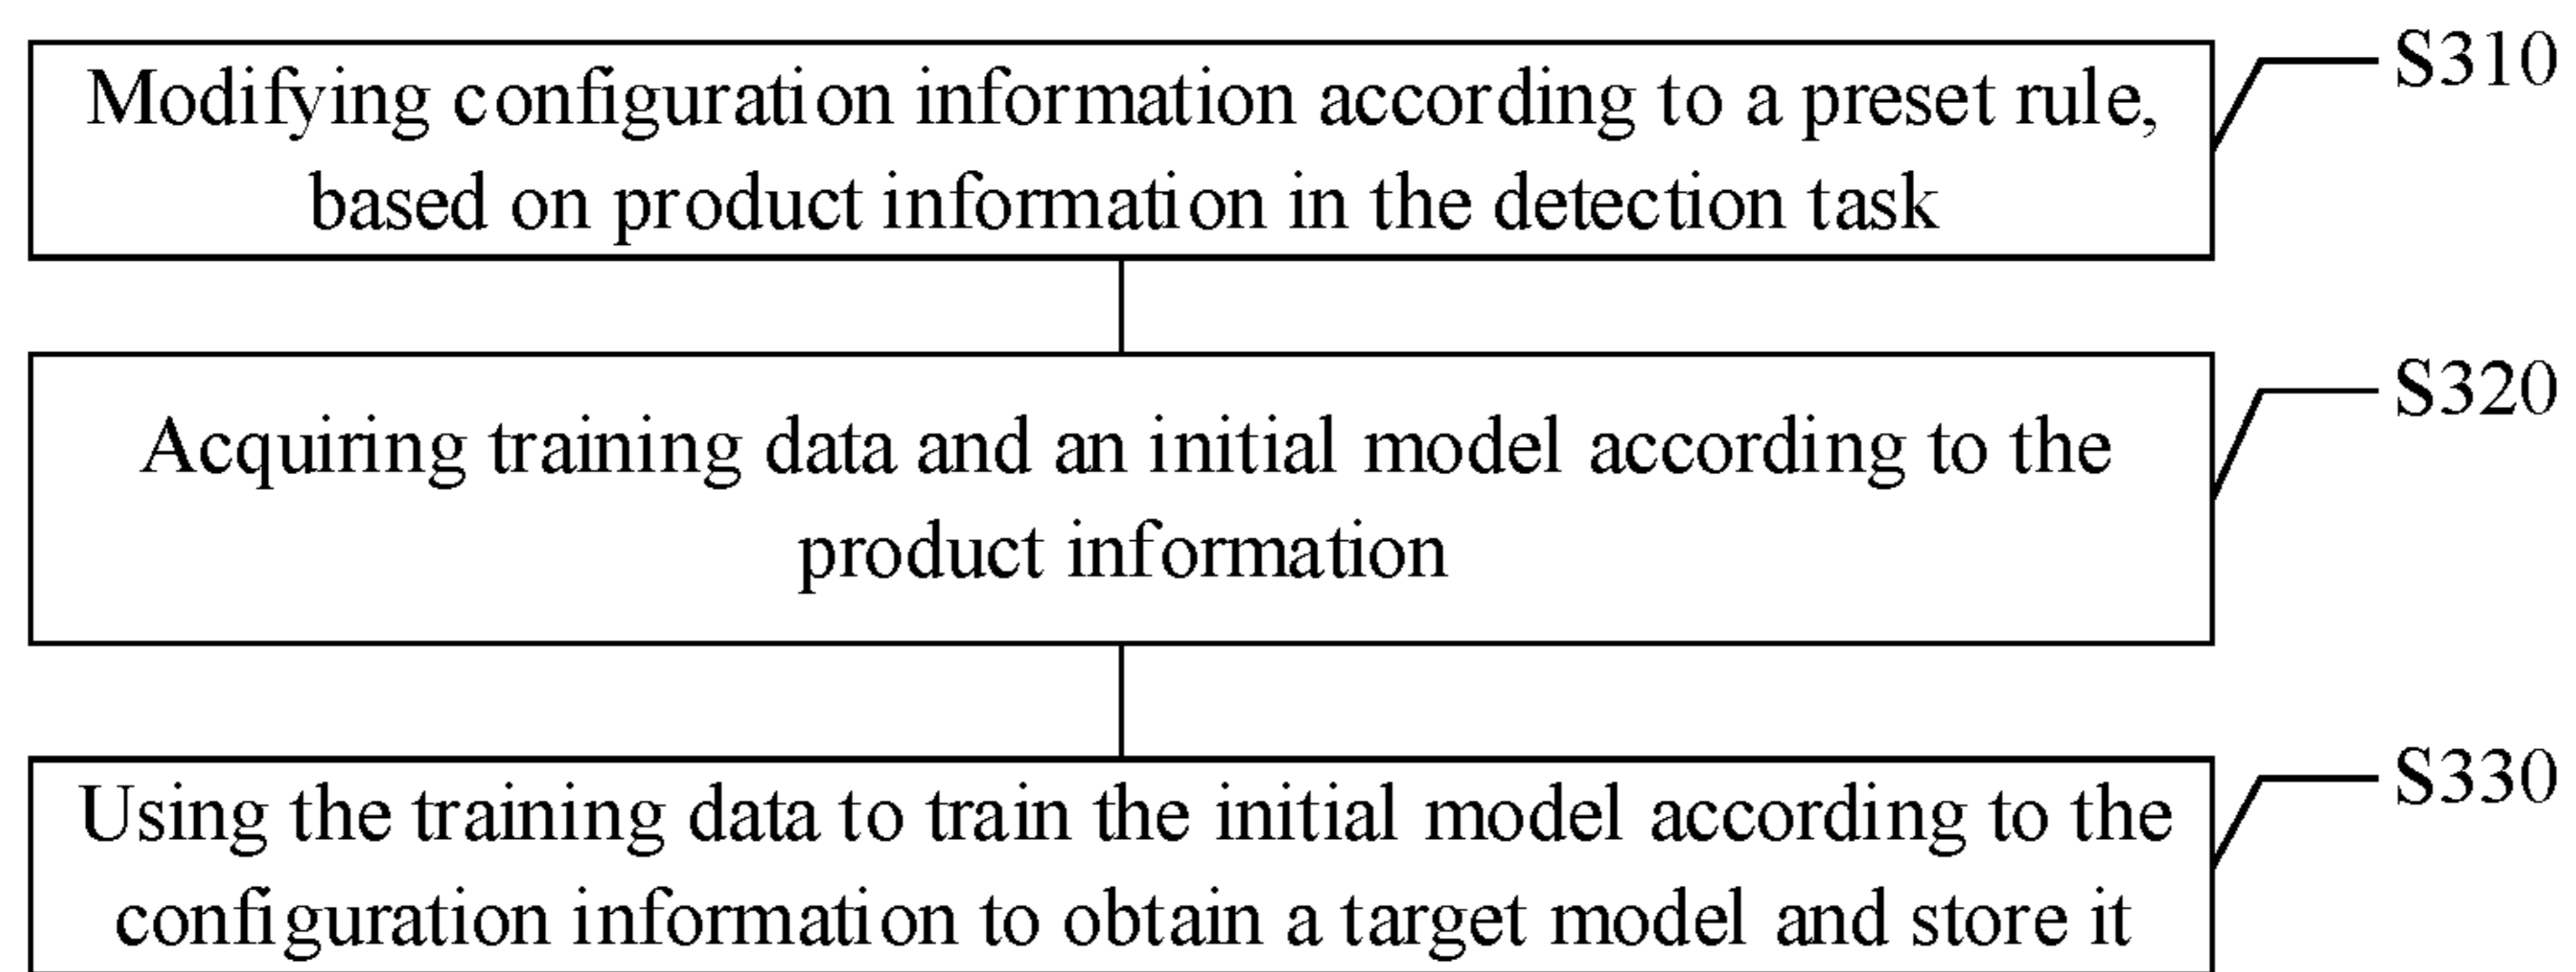 Modifying configuration information according to a preset rule,
based on product information in the detection task
S310
Acquiring training data and an initial model according to the
product information
S320
Using the training data to train the initial model according to the
configuration information to obtain a target model and store it
S330